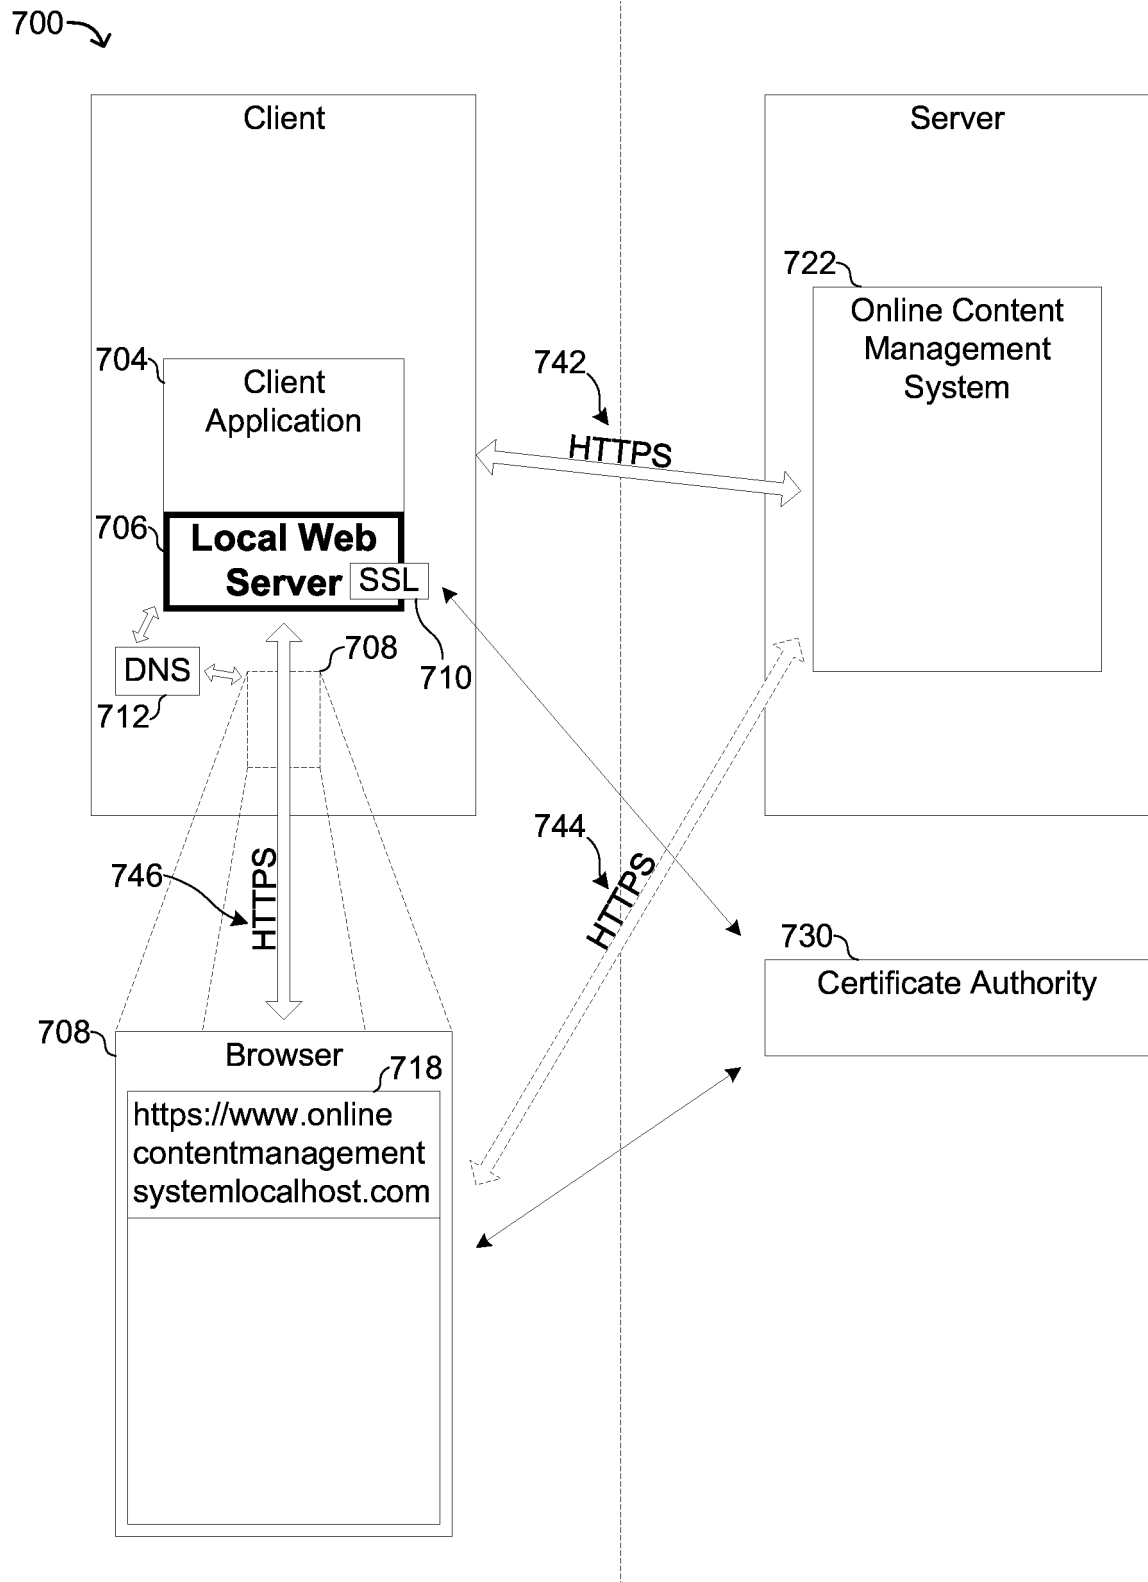 700
Client
Server
722
Online Content
Management
System
704
Client
Application
742
HTTPS
706
Local Web
Server
SSL
708
710
DNS
712
744
HTTPS
746
HTTPS
730
Certificate Authority
708
Browser
718
https://www.online
contentmanagement
systemlocalhost.com